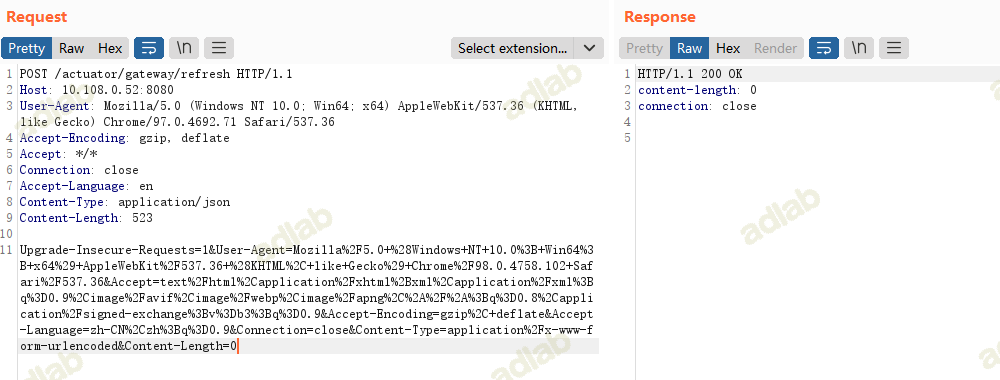 Request
Response
Pretty Raw Hex \n Select extension...
Pretty Raw Hex Render \n
1 POST /actuator/gateway/refresh HTTP/1.1
2 Host: 10.108.0.52:8080
3 User-Agent: Mozilla/5.0 (Windows NT 10.0; Win64; x64) AppleWebKit/537.36 (KHTML,
like Gecko) Chrome/97.0.4692.71 Safari/537.36
4 Accept-Encoding: gzip, deflate
5 Accept: */*
6 Connection: close
7 Accept-Language: en
8 Content-Type: application/json
9 Content-Length: 523
10
11 Upgrade-Insecure-Requests=1&User-Agent=Mozilla%2F5.0+%28Windows+NT+10.0%3B+Win64%3
B+x64%29+AppleWebKit%2F537.36+%28KHTML%2C+like+Gecko%29+Chrome%2F98.0.4758.102+Saf
ari%2F537.36&Accept=text%2Fhtml%2Capplication%2Fxhtml%2Bxml%2Capplication%2Fxml%3B
q%3D0.9%2Cimage%2Favif%2Cimage%2Fwebp%2Cimage%2Fapng%2C%2A%2F%2A%3Bq%3D0.8%2Cappli
cation%2Fsigned-exchange%3Bv%3Db3%3Bq%3D0.9&Accept-Encoding=gzip%2C+deflate&Accept
-Language=zh-CN%2Czh%3Bq%3D0.9&Connection=close&Content-Type=application%2Fx-www-f
orm-urlencoded&Content-Length=0
1 HTTP/1.1 200 OK
2 content-length: 0
3 connection: close
4
5
adlab
adlab
adlab
adlab
adlab
adlab